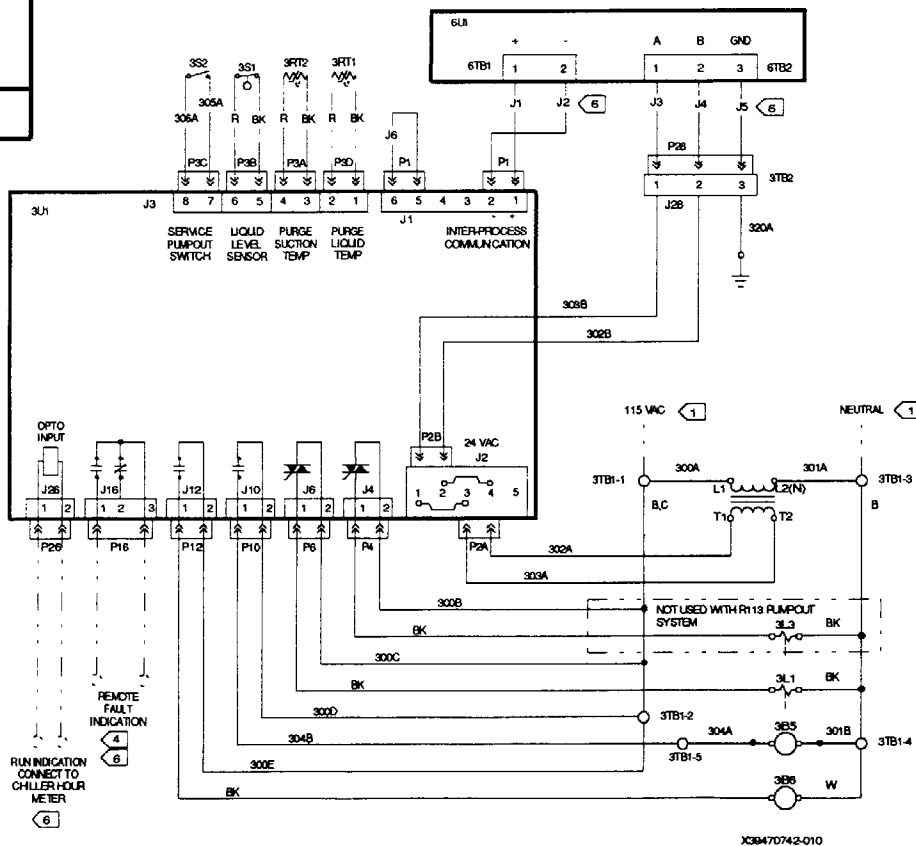 6U1
+ -
A B GND
6TB1 1 2
1 2 3 6TB2
J1 J2 6
J3 J4 J5 6
3S2 3S1 3RT2 3RT1
306A 305A R BK R BK R BK
J6
P3C P3B P3A P3D P1 P1
P28
1 2 3 3TB2
J28
320A
3U1
J3 8 7 6 5 4 3 2 1
6 5 4 3 2 1
J1
- +
SERVICE
PUMPOUT
SWITCH
LIQUID
LEVEL
SENSOR
PURGE
SUCTION
TEMP
PURGE
LIQUID
TEMP
INTER-PROCESS
COMMUNICATION
303B
302B
115 VAC 1
NEUTRAL 1
OPTO
INPUT
P2B 24 VAC
J2
1 2 3 4 5
J26 J16 J12 J10 J6 J4
1 2 1 2 3 1 2 1 2 1 2 1 2
P26 P16 P12 P10 P6 P4 P2A
3TB1-1 300A L1 L2(N) 301A 3TB1-3
B,C
B
T1 T2
302A
303A
300B
NOT USED WITH R113 PUMPOUT
SYSTEM
BK 3L3 BK
300C
BK 3L1 BK
300D
3TB1-2
304B 304A 3B5 301B 3TB1-4
3TB1-5
300E
BK 3B6 W
REMOTE
FAULT
INDICATION
4
6
RUN INDICATION
CONNECT TO
CHILLER HOUR
METER
6
X39470742-010